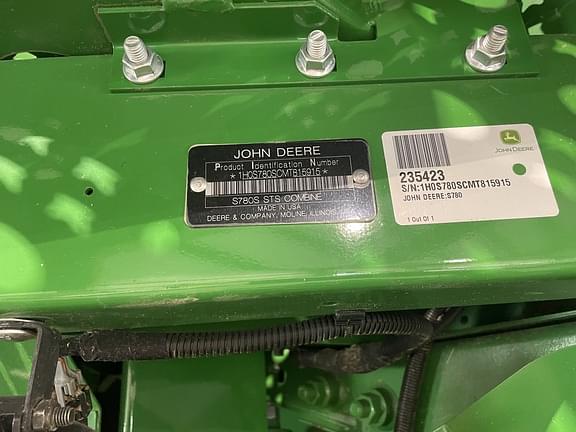 JOHN DEERE
Product Identification Number
*1H0S780SCMT815915*
S780S STS COMBINE
MADE IN USA
DEERE & COMPANY, MOLINE, ILLINOIS
JOHN DEERE
235423
S/N:1H0S780SCMT815915
JOHN DEERE:S780
1 Out Of 1